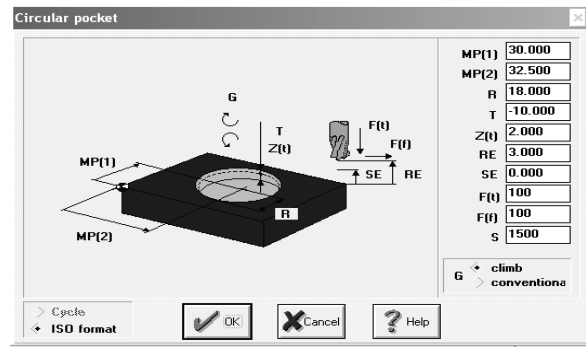 Circular pocket
G
T
Z(t)
F(t)
F(f)
MP(1)
SE
RE
R
MP(2)
MP(1) 30.000
MP(2) 32.500
R 18.000
T -10.000
Z(t) 2.000
RE 3.000
SE 0.000
F(t) 100
F(f) 100
S 1500
G climb
conventiona
Cycle
ISO format
OK
Cancel
Help